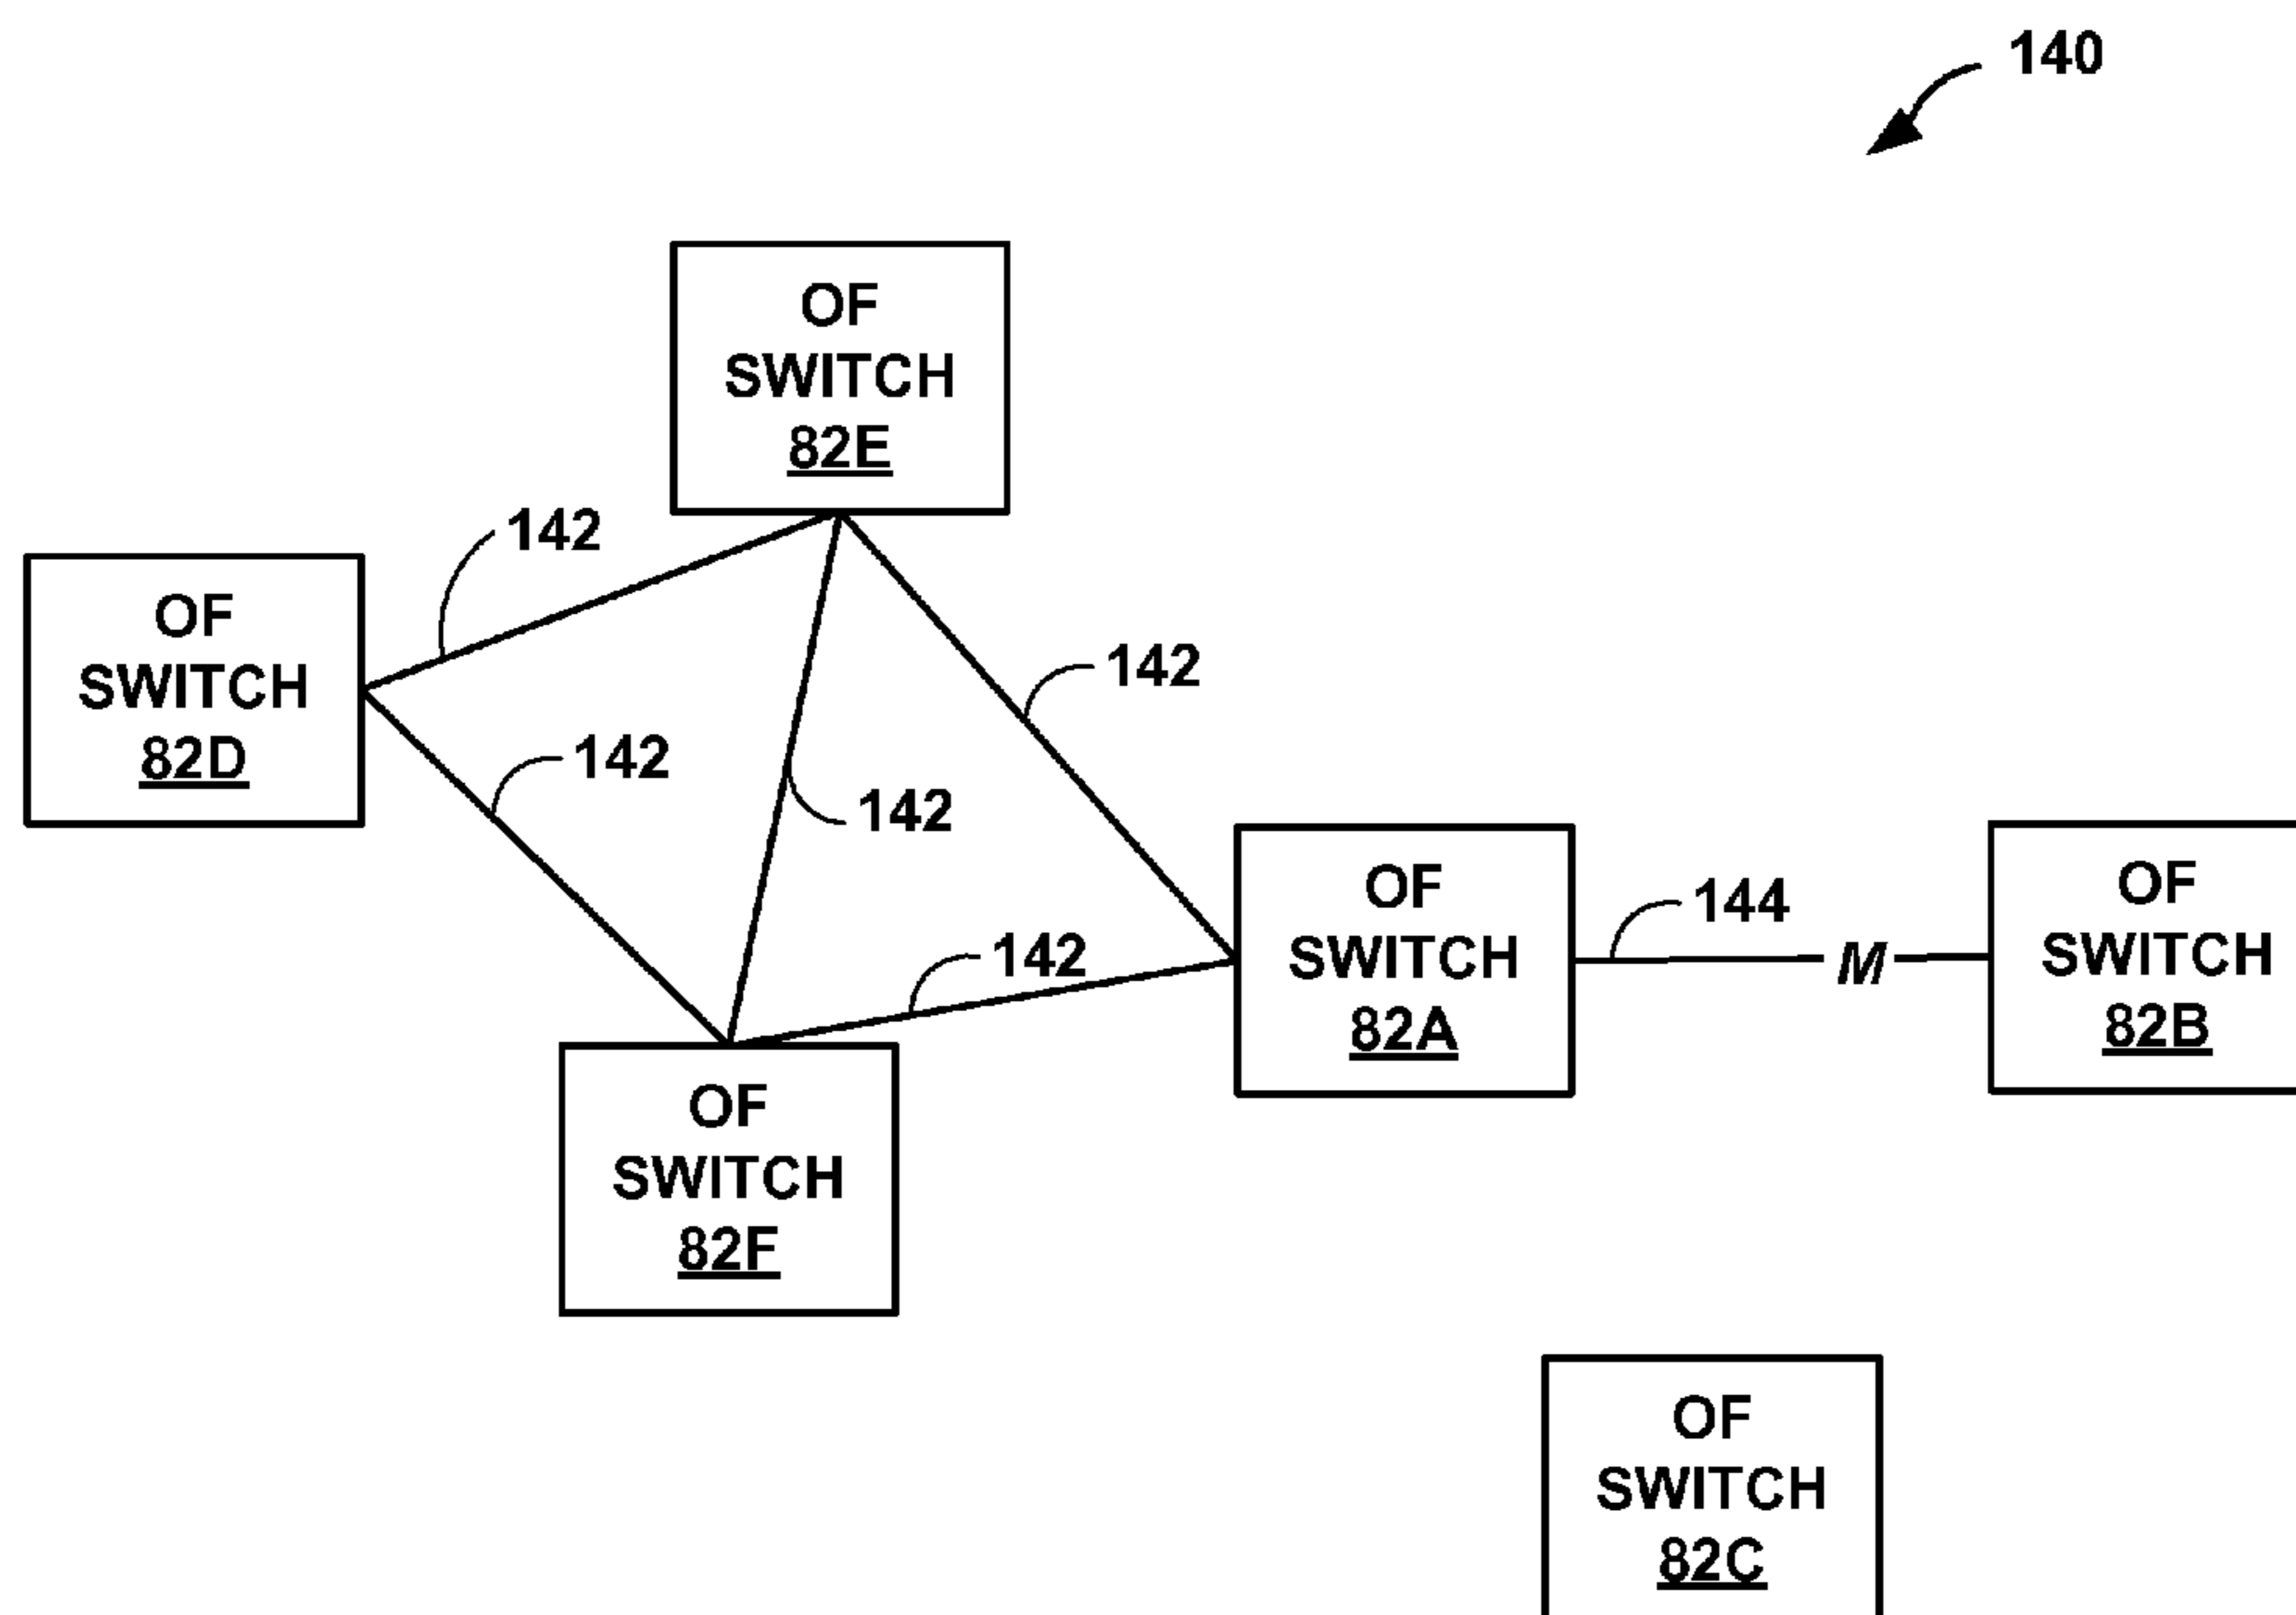 140
OF
SWITCH
82E
142
OF
SWITCH
82D
142
142
142
OF
SWITCH
82A
144
M
OF
SWITCH
82B
142
OF
SWITCH
82F
OF
SWITCH
82C